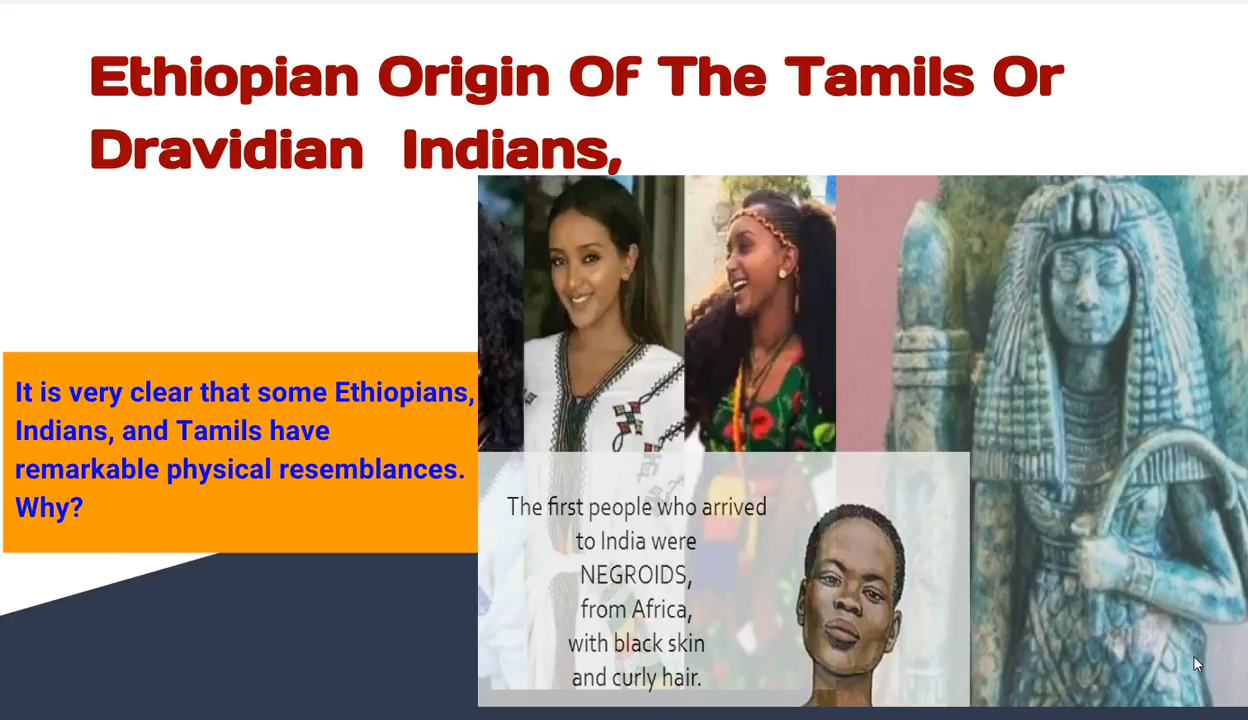 Ethiopian Origin Of The Tamils Or
Dravidian Indians,
It is very clear that some Ethiopians,
Indians, and Tamils have
remarkable physical resemblances.
Why?
The first people who arrived
to India were
NEGROIDS,
from Africa,
with black skin
and curly hair.